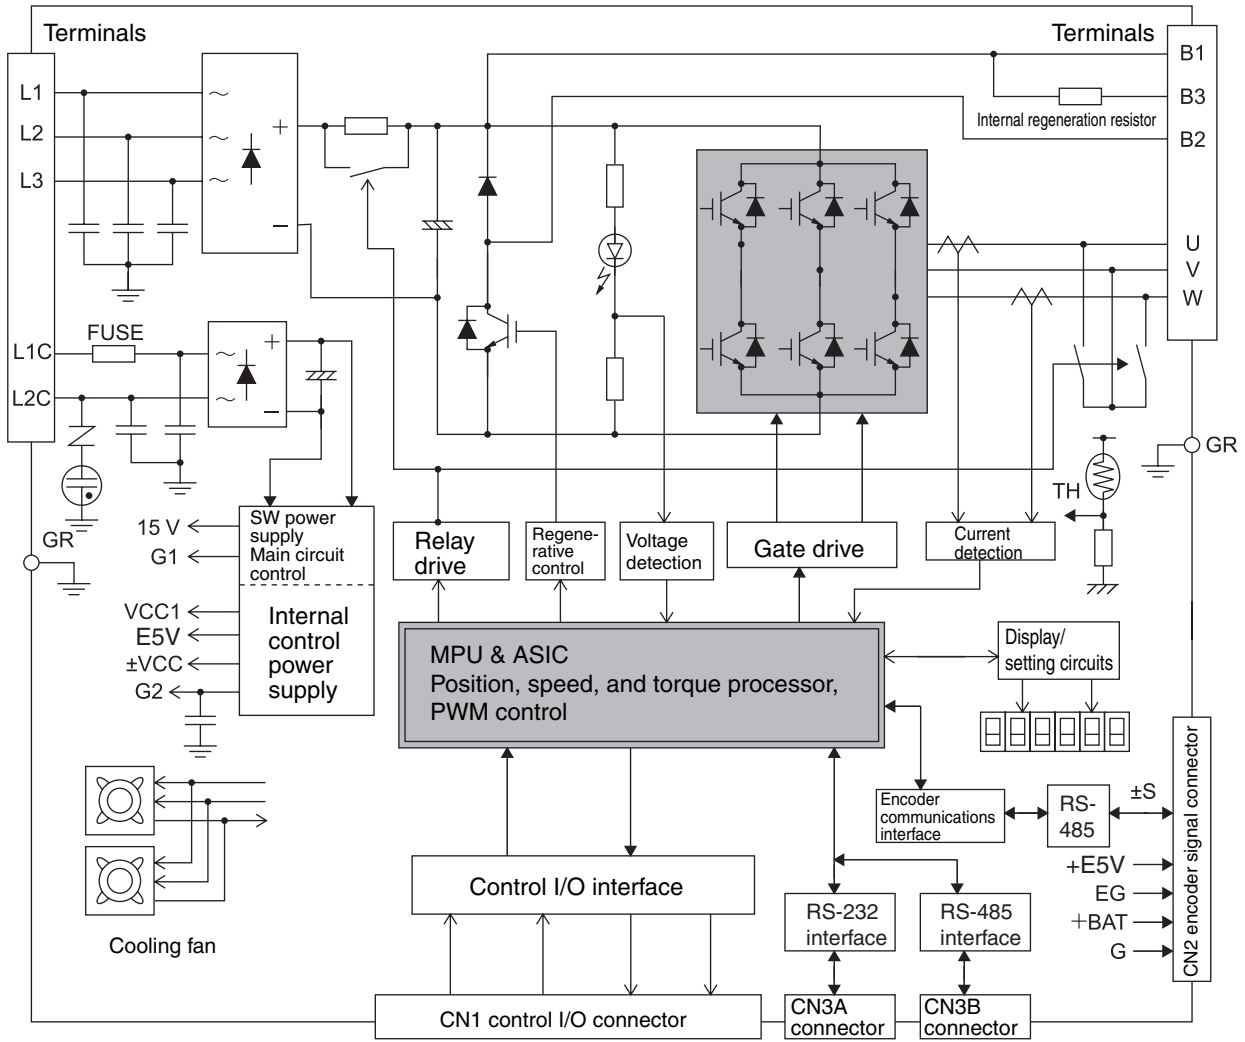 Terminals
Terminals
L1
L2
L3
B1
B3
Internal regeneration resistor
B2
+
−
U
V
W
FUSE
L1C
L2C
+
−
GR
TH
GR
15 V
G1
VCC1
E5V
±VCC
G2
SW power
supply
Main circuit
control
Internal
control
power
supply
Relay
drive
Regene-
rative
control
Voltage
detection
Gate drive
Current
detection
MPU & ASIC
Position, speed, and torque processor,
PWM control
Display/
setting circuits
Encoder
communications
interface
RS-
485
±S
+E5V
EG
+BAT
G
CN2 encoder signal connector
Cooling fan
Control I/O interface
RS-232
interface
RS-485
interface
CN1 control I/O connector
CN3A
connector
CN3B
connector